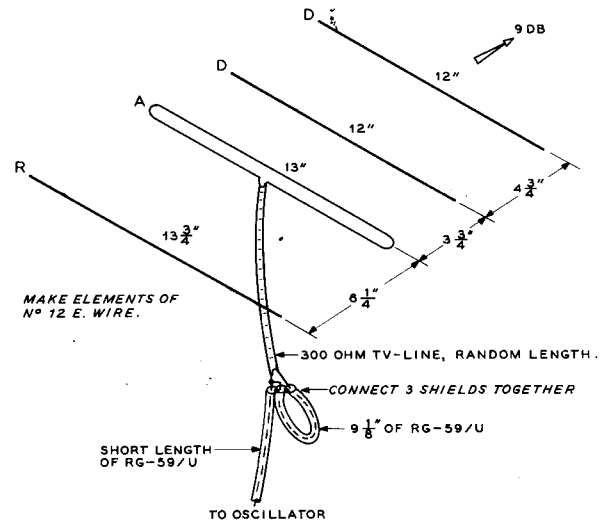 D
9 DB
12"
D
A
12"
13"
R
4 3/4"
3 3/4"
13 3/4"
6 1/4"
MAKE ELEMENTS OF
Nº 12 E. WIRE.
300 OHM TV-LINE, RANDOM LENGTH.
CONNECT 3 SHIELDS TOGETHER
9 1/8" OF RG-59/U
SHORT LENGTH
OF RG-59/U
TO OSCILLATOR